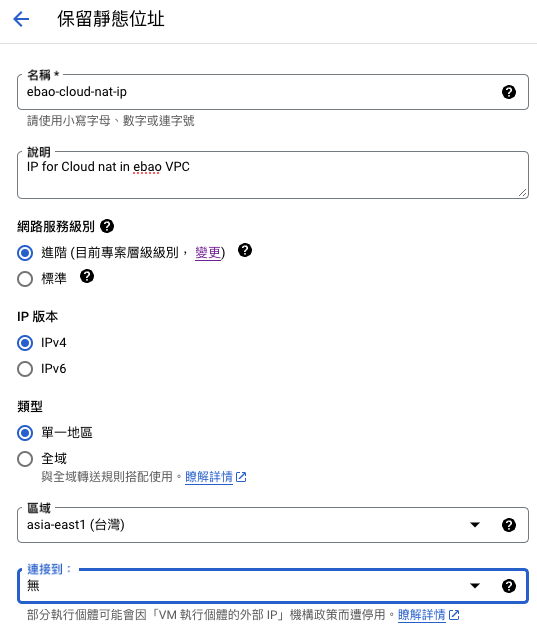 保留靜態位址
名稱 *
ebao-cloud-nat-ip
請使用小寫字母、數字或連字號
說明
IP for Cloud nat in ebao VPC
網路服務級別
進階 (目前專案層級級別， 變更)
標準
IP 版本
IPv4
IPv6
類型
單一地區
全域
與全域轉送規則搭配使用。瞭解詳情
區域
asia-east1 (台灣)
連接到：
無
部分執行個體可能會因「VM 執行個體的外部 IP」機構政策而遭停用。瞭解詳情